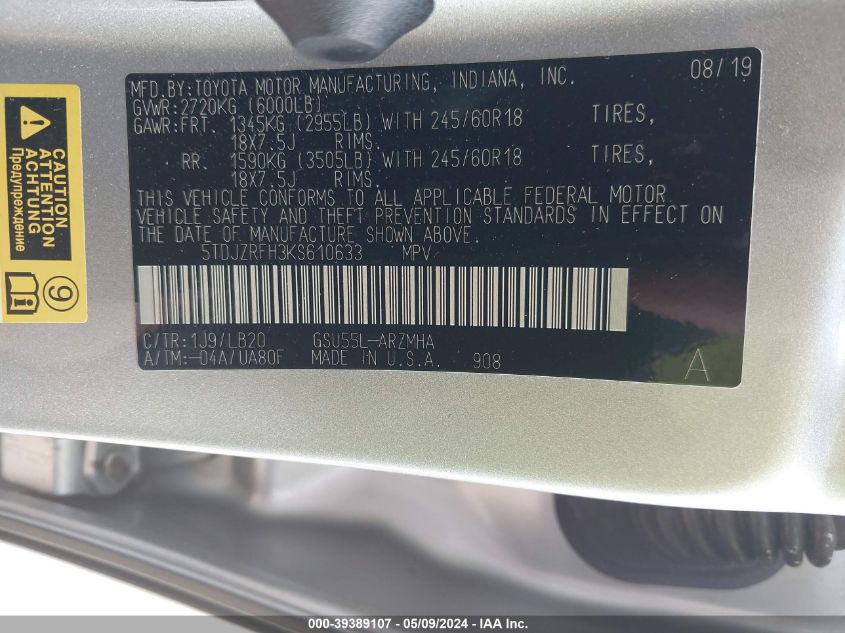 MFD.BY:TOYOTA MOTOR MANUFACTURING, INDIANA, INC. 08/19
GVWR:2720KG (6000LB)
GAWR:FRT. 1345KG (2955LB) WITH 245/60R18 TIRES,
18X7.5J RIMS.
RR. 1590KG (3505LB) WITH 245/60R18 TIRES,
18X7.5J RIMS.
THIS VEHICLE CONFORMS TO ALL APPLICABLE FEDERAL MOTOR
VEHICLE SAFETY AND THEFT PREVENTION STANDARDS IN EFFECT ON
THE DATE OF MANUFACTURE SHOWN ABOVE.
5TDJZRFH3KS610633 MPV
C/TR:1J9/LB20 GSU55L-ARZMHA
A/TM:-04A/UA80F MADE IN U.S.A. 908
A
CAUTION
ATTENTION
ACHTUNG
Предупреждение
9
000-39389107 - 05/09/2024 - IAA Inc.